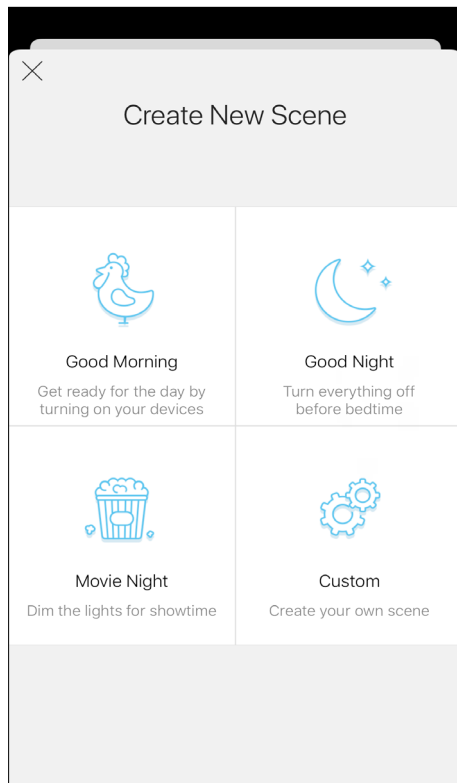 Create New Scene
Good Morning
Get ready for the day by
turning on your devices
Good Night
Turn everything off
before bedtime
Movie Night
Dim the lights for showtime
Custom
Create your own scene